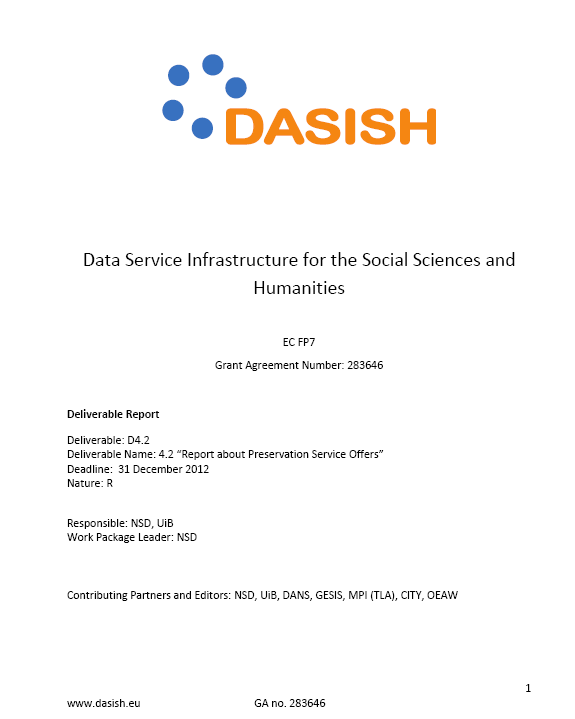 DASISH
Data Service Infrastructure for the Social Sciences and
Humanities
EC FP7
Grant Agreement Number: 283646
Deliverable Report
Deliverable: D4.2
Deliverable Name: 4.2 “Report about Preservation Service Offers”
Deadline:  31 December 2012
Nature: R
Responsible: NSD, UiB
Work Package Leader: NSD
Contributing Partners and Editors: NSD, UiB, DANS, GESIS, MPI (TLA), CITY, OEAW
1
www.dasish.eu GA no. 283646